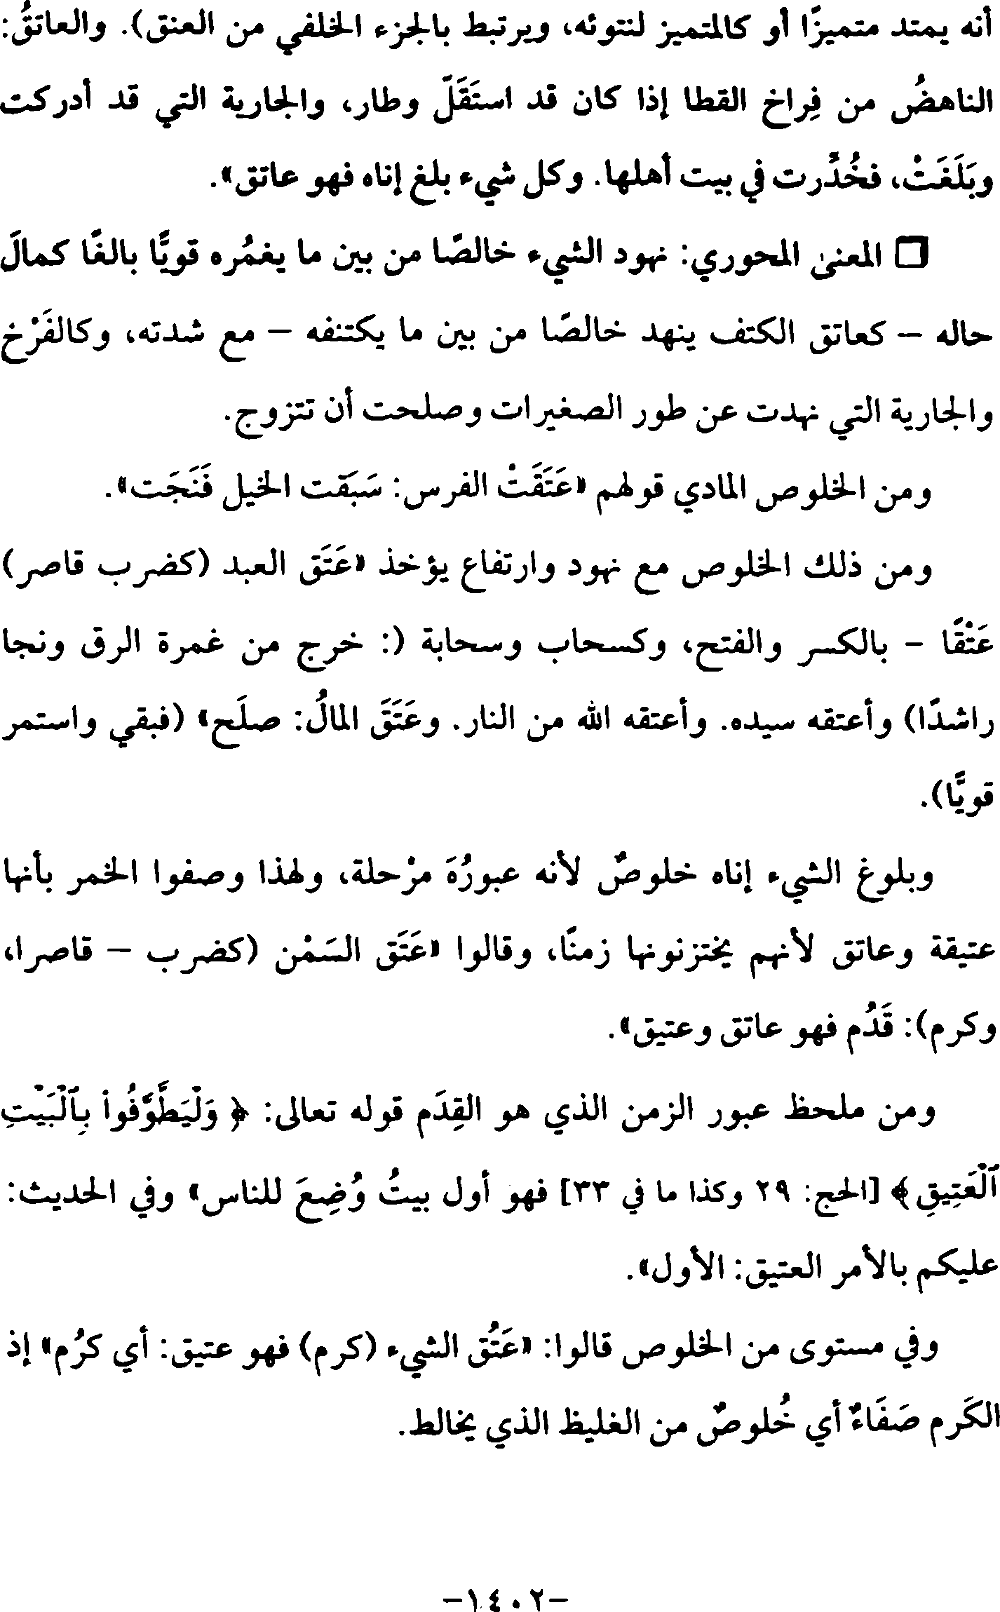 أنه يمتد متميزًا أو كالمتميز لنتوئه، ويرتبط بالجزء الخلفي من العنق). والعاتقُ:
الناهضُ من فِراخ القطا إذا كان قد استَقَلّ وطار، والجارية التي قد أدركت
وبَلَغَتْ، فخُدِّرت في بيت أهلها. وكل شيء بلغ إناه فهو عاتق».
❒ المعنىٰ المحوري: نهود الشيء خالصًا من بين ما يغمُره قويًّا بالغًا كمالَ
حاله – كعاتق الكتف ينهد خالصًا من بين ما يكتنفه – مع شدته، وكالفَرْخ
والجارية التي نهدت عن طور الصغيرات وصلحت أن تتزوج.
ومن الخلوص المادي قولهم «عَتَقَتْ الفرس: سَبَقت الخيل فَنَجَت».
ومن ذلك الخلوص مع نهود وارتفاع يؤخذ «عَتَق العبد (كضرب قاصر)
عَتْقًا – بالكسر والفتح، وكسحاب وسحابة (: خرج من غمرة الرق ونجا
راشدًا) وأعتقه سيده. وأعتقه الله من النار. وعَتَقَ المالُ: صلَح» (فبقي واستمر
قويًّا).
وبلوغ الشيء إناه خلوصٌ لأنه عبورُهَ مرْحلة، ولهذا وصفوا الخمر بأنها
عتيقة وعاتق لأنهم يختزنونها زمنًا، وقالوا «عَتَق السَمْن (كضرب – قاصرا،
وكرم): قَدُم فهو عاتق وعتيق».
ومن ملحظ عبور الزمن الذي هو القِدَم قوله تعالى: ﴿ وَلْيَطَّوَّفُوا۟ بِٱلْبَيْتِ
ٱلْعَتِيقِ ﴾ [الحج: ٢٩ وكذا ما في ٣٣] فهو أول بيتُ وُضِعَ للناس» وفي الحديث:
عليكم بالأمر العتيق: الأول».
وفي مستوى من الخلوص قالوا: «عَتُق الشيء (كرم) فهو عتيق: أي كرُم» إذ
الكَرم صَفَاءٌ أي خُلوصٌ من الغليظ الذي يخالط.
–١٤٠٢–